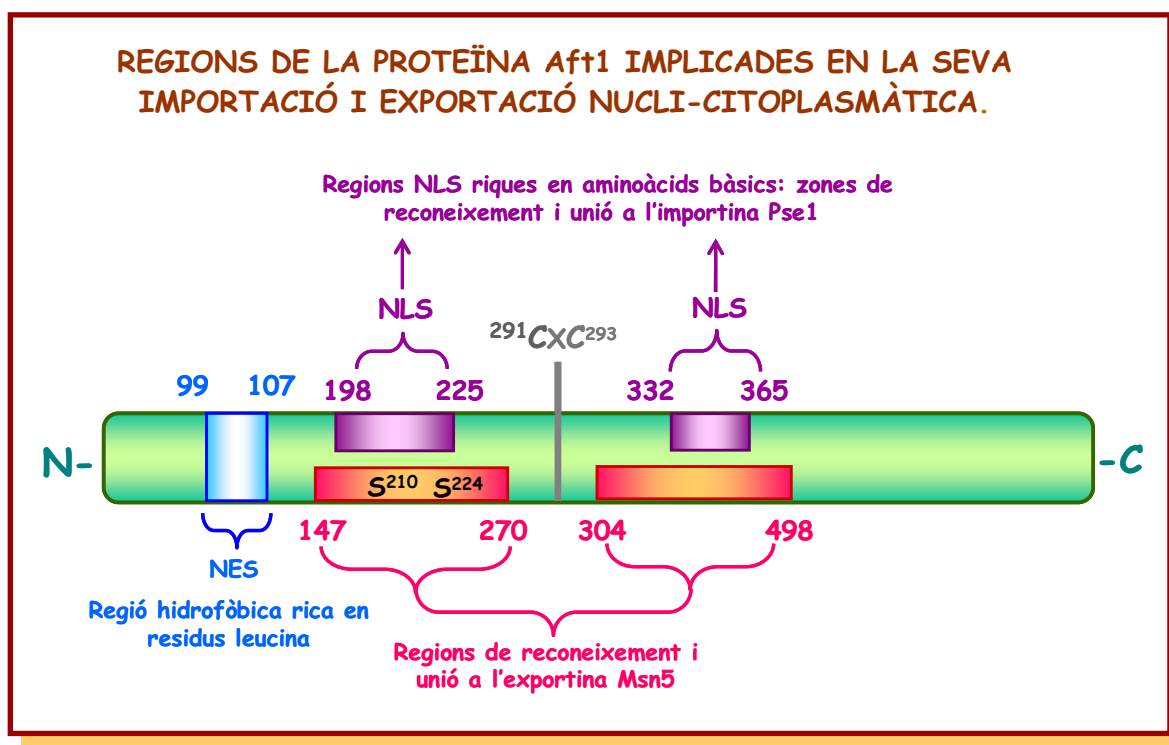 REGIONS DE LA PROTEÏNA Aft1 IMPLICADES EN LA SEVA
IMPORTACIÓ I EXPORTACIÓ NUCLI-CITOPLASMÀTICA.
Regions NLS riques en aminoàcids bàsics: zones de
reconeixement i unió a l'importina Pse1
NLS
NLS
291CXC293
99
107
198
225
332
365
N-
-C
S210
S224
147
270
304
498
NES
Regió hidrofòbica rica en
residus leucina
Regions de reconeixement i
unió a l'exportina Msn5